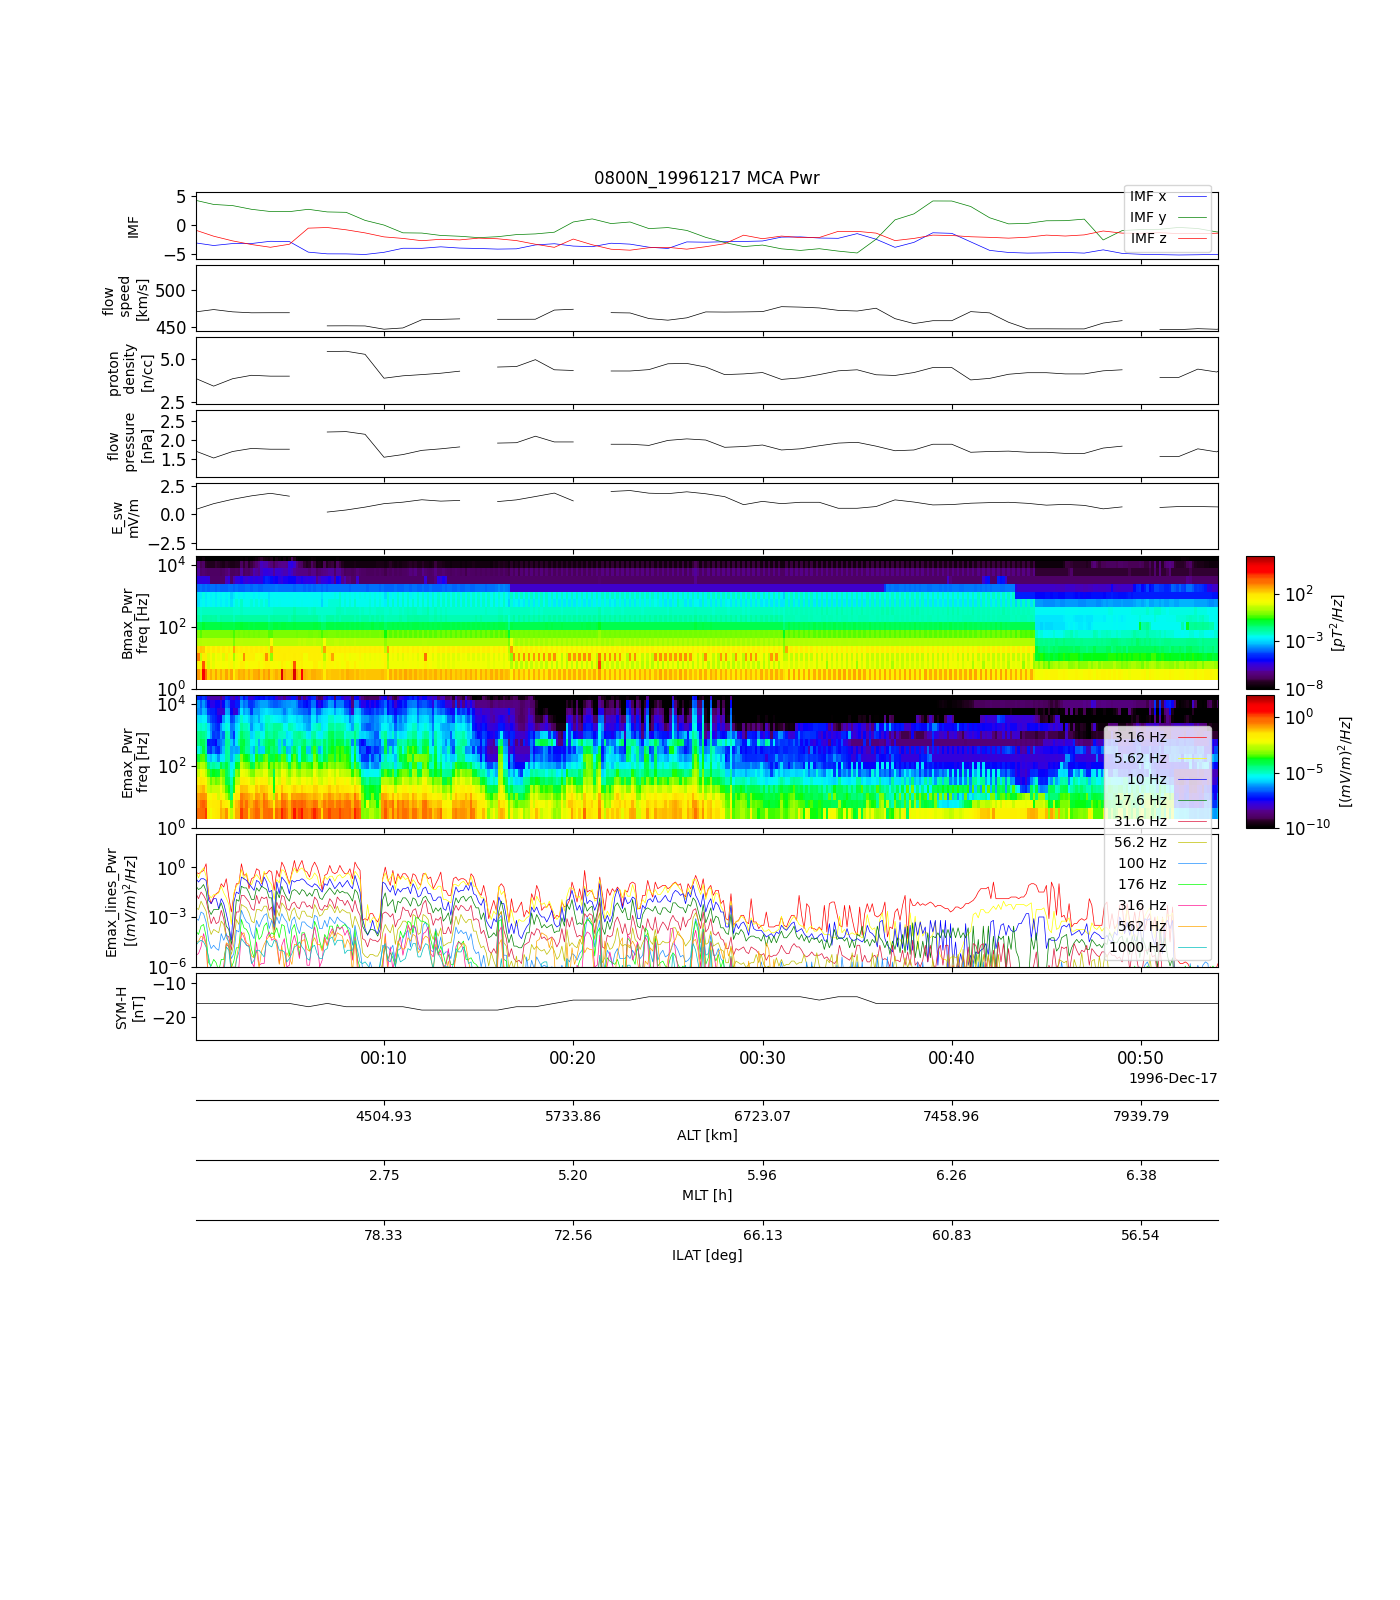 0800N_19961217 MCA Pwr
5
0
−5
IMF
IMF x
IMF y
IMF z
500
450
flow
speed
[km/s]
5.0
2.5
proton
density
[n/cc]
2.5
2.0
1.5
flow
pressure
[nPa]
2.5
0.0
−2.5
E_sw
mV/m
10^4
10^2
10^0
Bmax_Pwr
freq [Hz]
10^2
10^−3
10^−8
[pT^2/Hz]
10^4
10^2
10^0
Emax_Pwr
freq [Hz]
10^0
10^−5
10^−10
[(mV/m)^2/Hz]
3.16 Hz
5.62 Hz
10 Hz
17.6 Hz
31.6 Hz
56.2 Hz
100 Hz
176 Hz
316 Hz
562 Hz
1000 Hz
10^0
10^−3
10^−6
Emax_lines_Pwr
[(mV/m)^2/Hz]
−10
−20
SYM-H
[nT]
00:10 00:20 00:30 00:40 00:50
1996-Dec-17
4504.93 5733.86 6723.07 7458.96 7939.79
ALT [km]
2.75 5.20 5.96 6.26 6.38
MLT [h]
78.33 72.56 66.13 60.83 56.54
ILAT [deg]